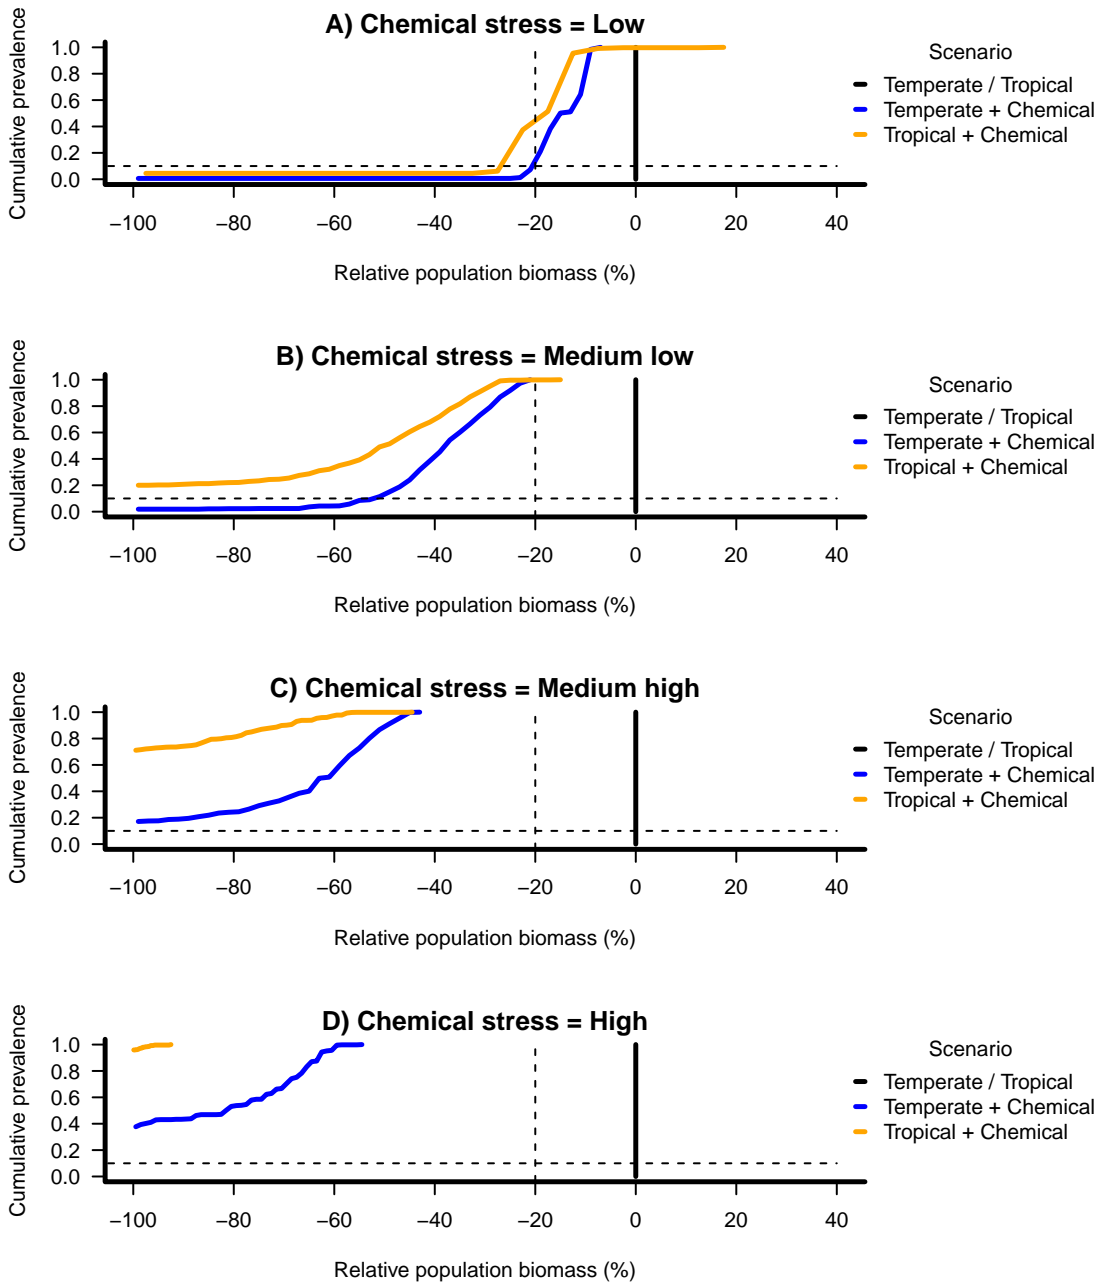 A) Chemical stress = Low
Cumulative prevalence
1.0
0.8
0.6
0.4
0.2
0.0
−100 −80 −60 −40 −20 0 20 40
Relative population biomass (%)
Scenario
Temperate / Tropical
Temperate + Chemical
Tropical + Chemical
B) Chemical stress = Medium low
Cumulative prevalence
1.0
0.8
0.6
0.4
0.2
0.0
−100 −80 −60 −40 −20 0 20 40
Relative population biomass (%)
Scenario
Temperate / Tropical
Temperate + Chemical
Tropical + Chemical
C) Chemical stress = Medium high
Cumulative prevalence
1.0
0.8
0.6
0.4
0.2
0.0
−100 −80 −60 −40 −20 0 20 40
Relative population biomass (%)
Scenario
Temperate / Tropical
Temperate + Chemical
Tropical + Chemical
D) Chemical stress = High
Cumulative prevalence
1.0
0.8
0.6
0.4
0.2
0.0
−100 −80 −60 −40 −20 0 20 40
Relative population biomass (%)
Scenario
Temperate / Tropical
Temperate + Chemical
Tropical + Chemical